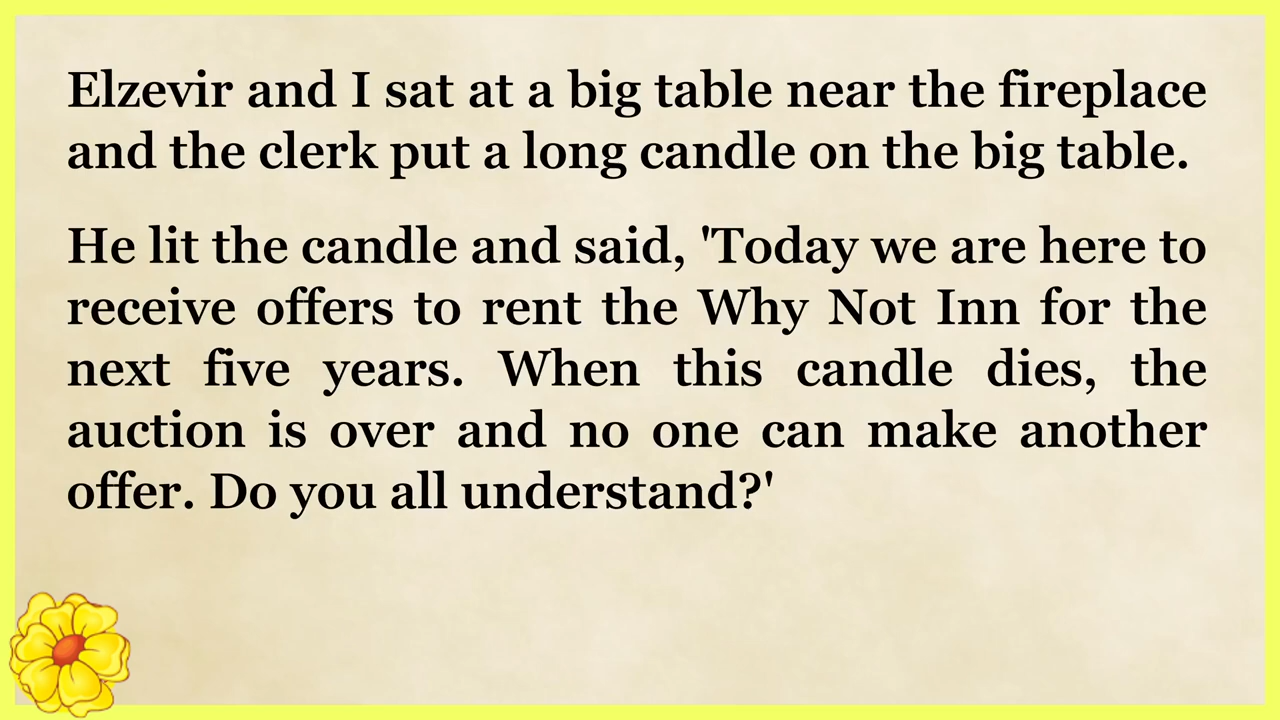 Elzevir and I sat at a big table near the fireplace
and the clerk put a long candle on the big table.
He lit the candle and said, 'Today we are here to
receive offers to rent the Why Not Inn for the
next five years. When this candle dies, the
auction is over and no one can make another
offer. Do you all understand?'